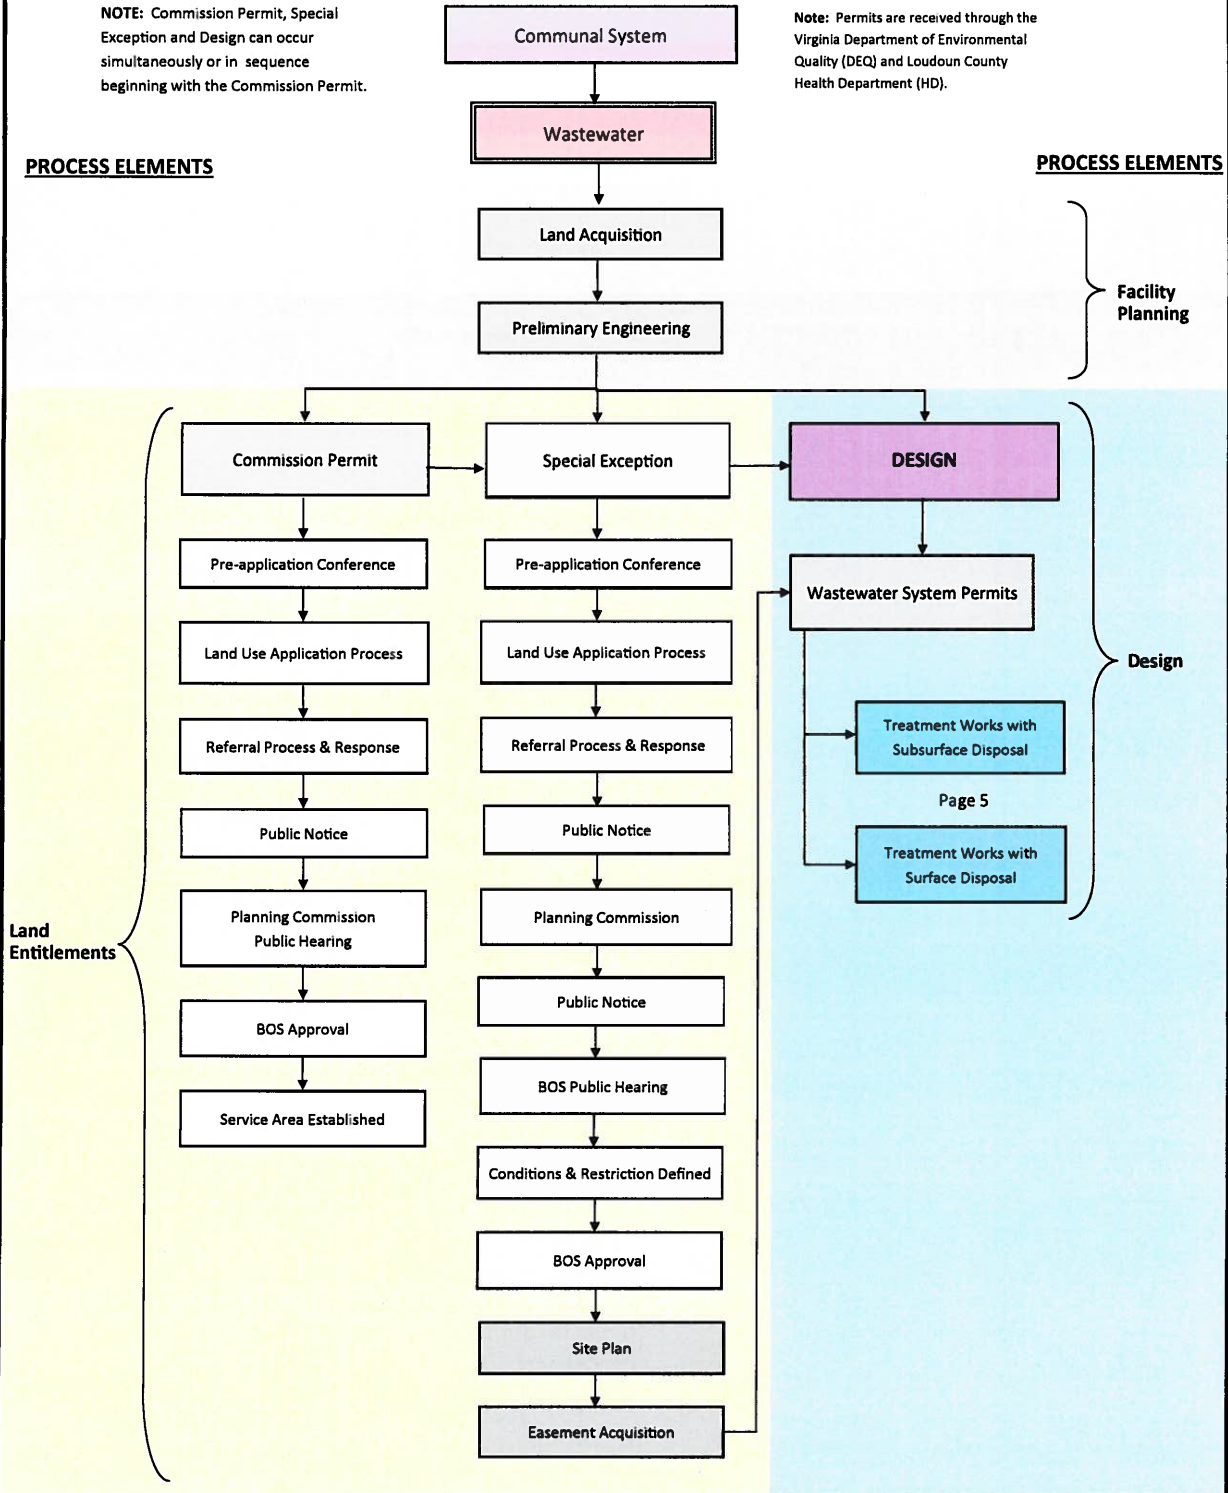 NOTE: Commission Permit, Special
Exception and Design can occur
simultaneously or in sequence
beginning with the Commission Permit.
Communal System
Note: Permits are received through the
Virginia Department of Environmental
Quality (DEQ) and Loudoun County
Health Department (HD).
Wastewater
PROCESS ELEMENTS
PROCESS ELEMENTS
Land Acquisition
Preliminary Engineering
Facility
Planning
Commission Permit
Special Exception
DESIGN
Pre-application Conference
Pre-application Conference
Wastewater System Permits
Land Use Application Process
Land Use Application Process
Design
Referral Process & Response
Referral Process & Response
Treatment Works with
Subsurface Disposal
Page 5
Public Notice
Public Notice
Treatment Works with
Surface Disposal
Planning Commission
Public Hearing
Planning Commission
Land
Entitlements
Public Notice
BOS Approval
BOS Public Hearing
Service Area Established
Conditions & Restriction Defined
BOS Approval
Site Plan
Easement Acquisition